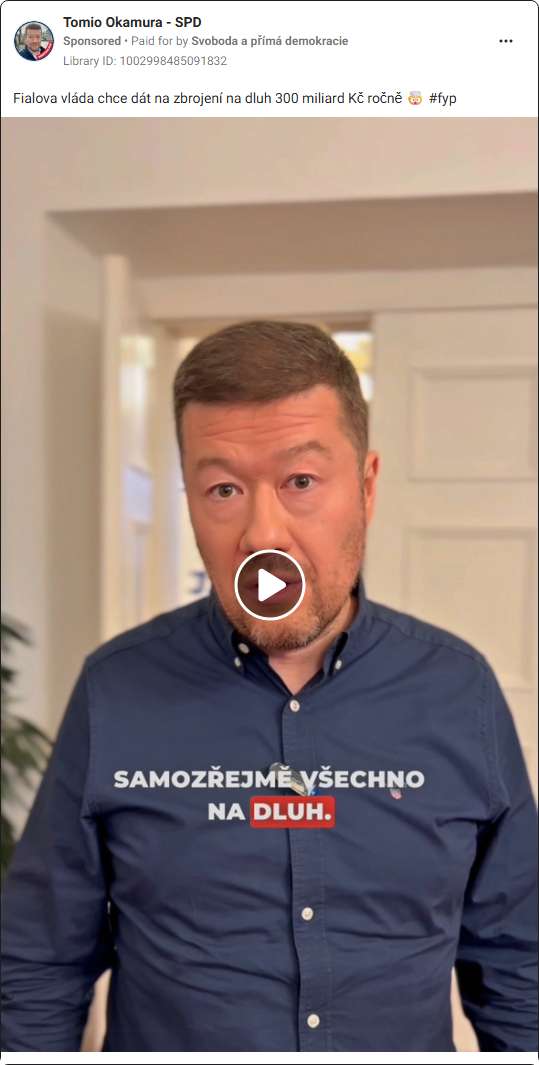 Tomio Okamura - SPD
Sponsored • Paid for by Svoboda a přímá demokracie
Library ID: 1002998485091832
Fialova vláda chce dát na zbrojení na dluh 300 miliard Kč ročně 🤯 #fyp
SAMOZŘEJMĚ VŠECHNO
NA DLUH.